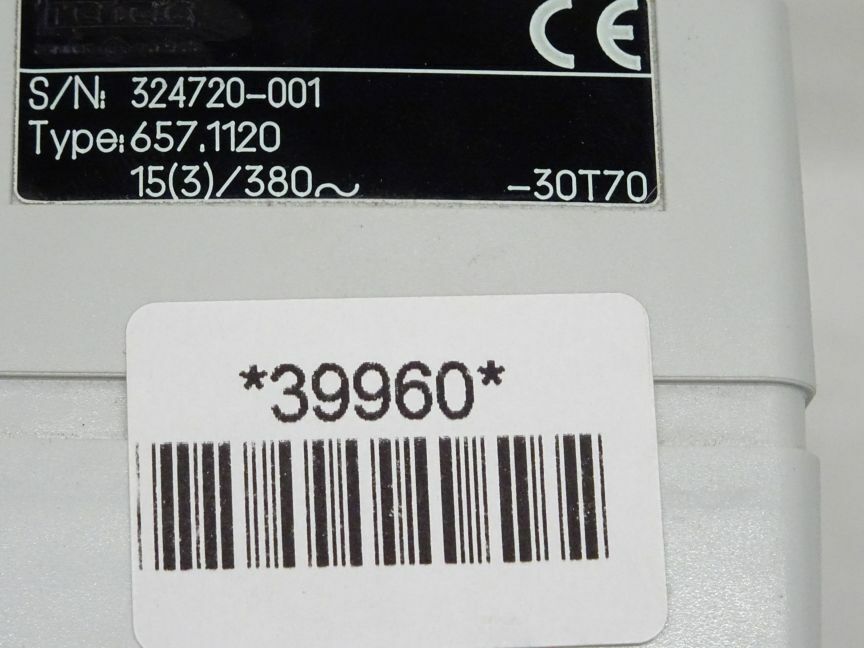 CE
S/N: 324720-001
Type: 657.1120
15(3)/380~ -30T70
*39960*